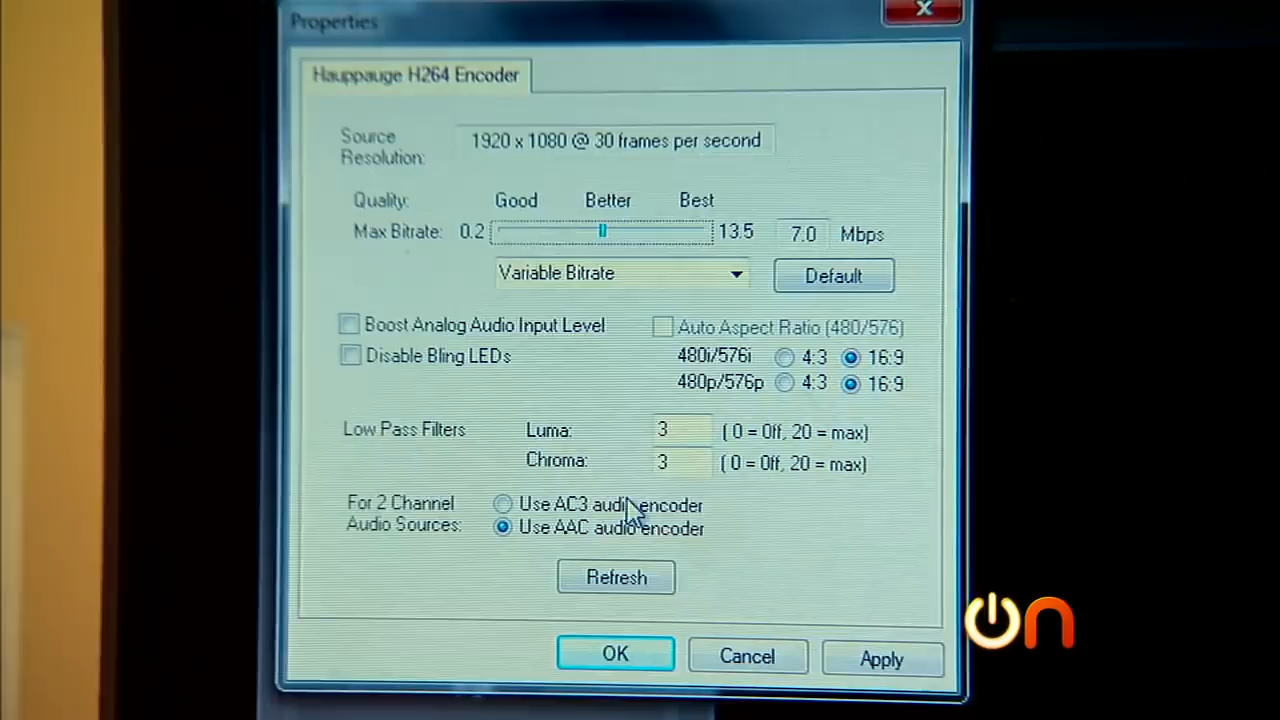 Properties
Hauppauge H264 Encoder
Source Resolution: 1920 x 1080 @ 30 frames per second
Quality: Good Better Best
Max Bitrate: 0.2 13.5 7.0 Mbps
Variable Bitrate Default
Boost Analog Audio Input Level Auto Aspect Ratio (480/576)
Disable Bling LEDs 480i/576i 4:3 16:9
480p/576p 4:3 16:9
Low Pass Filters Luma: 3 ( 0 = Off, 20 = max)
Chroma: 3 ( 0 = Off, 20 = max)
For 2 Channel Use AC3 audio encoder
Audio Sources: Use AAC audio encoder
Refresh
OK Cancel Apply
on